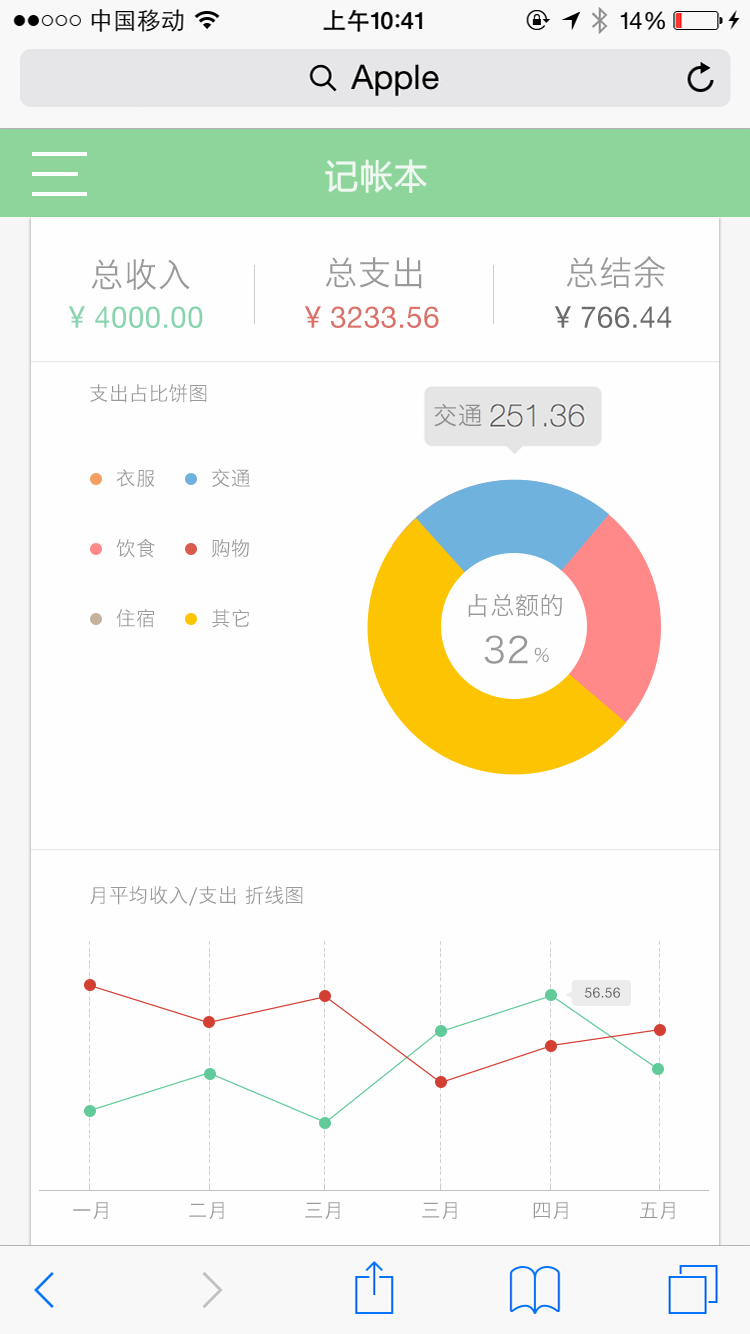 中国移动 上午10:41 14%
Apple
记帐本
总收入 总支出 总结余
¥ 4000.00 ¥ 3233.56 ¥ 766.44
支出占比饼图
交通 251.36
衣服 交通
饮食 购物
住宿 其它
占总额的
32 %
月平均收入/支出 折线图
56.56
一月 二月 三月 三月 四月 五月